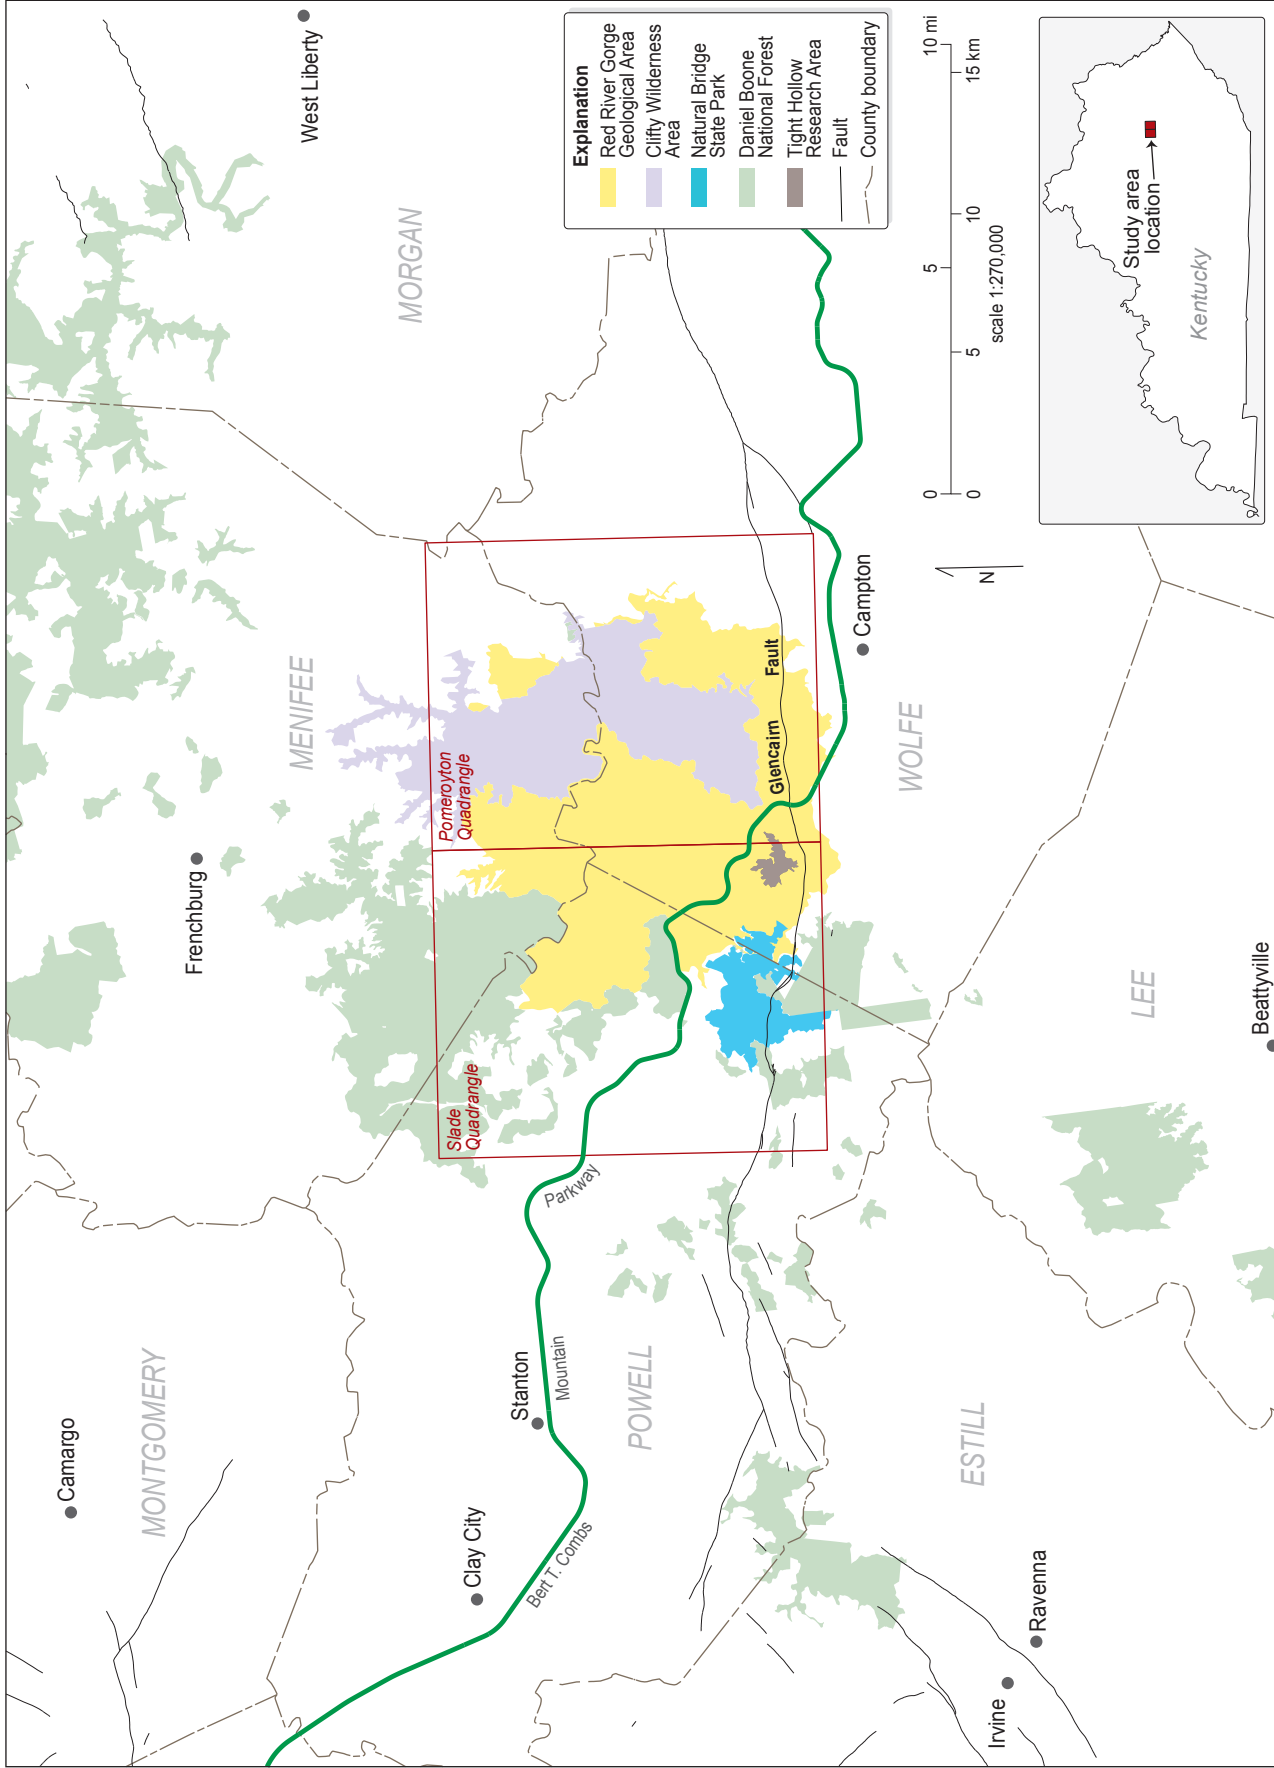 Camargo
MONTGOMERY
Frenchburg
MENIFEE
West Liberty
MORGAN
Clay City
Stanton
Bert T. Combs
Mountain
Parkway
POWELL
Slade
Quadrangle
Pomeroyton
Quadrangle
Glencairn
Fault
Campton
WOLFE
ESTILL
Irvine
Ravenna
LEE
Beattyville
Explanation
Red River Gorge
Geological Area
Clifty Wilderness
Area
Natural Bridge
State Park
Daniel Boone
National Forest
Tight Hollow
Research Area
Fault
County boundary
N
0 5 10 mi
0 5 10 15 km
scale 1:270,000
Study area
location
Kentucky